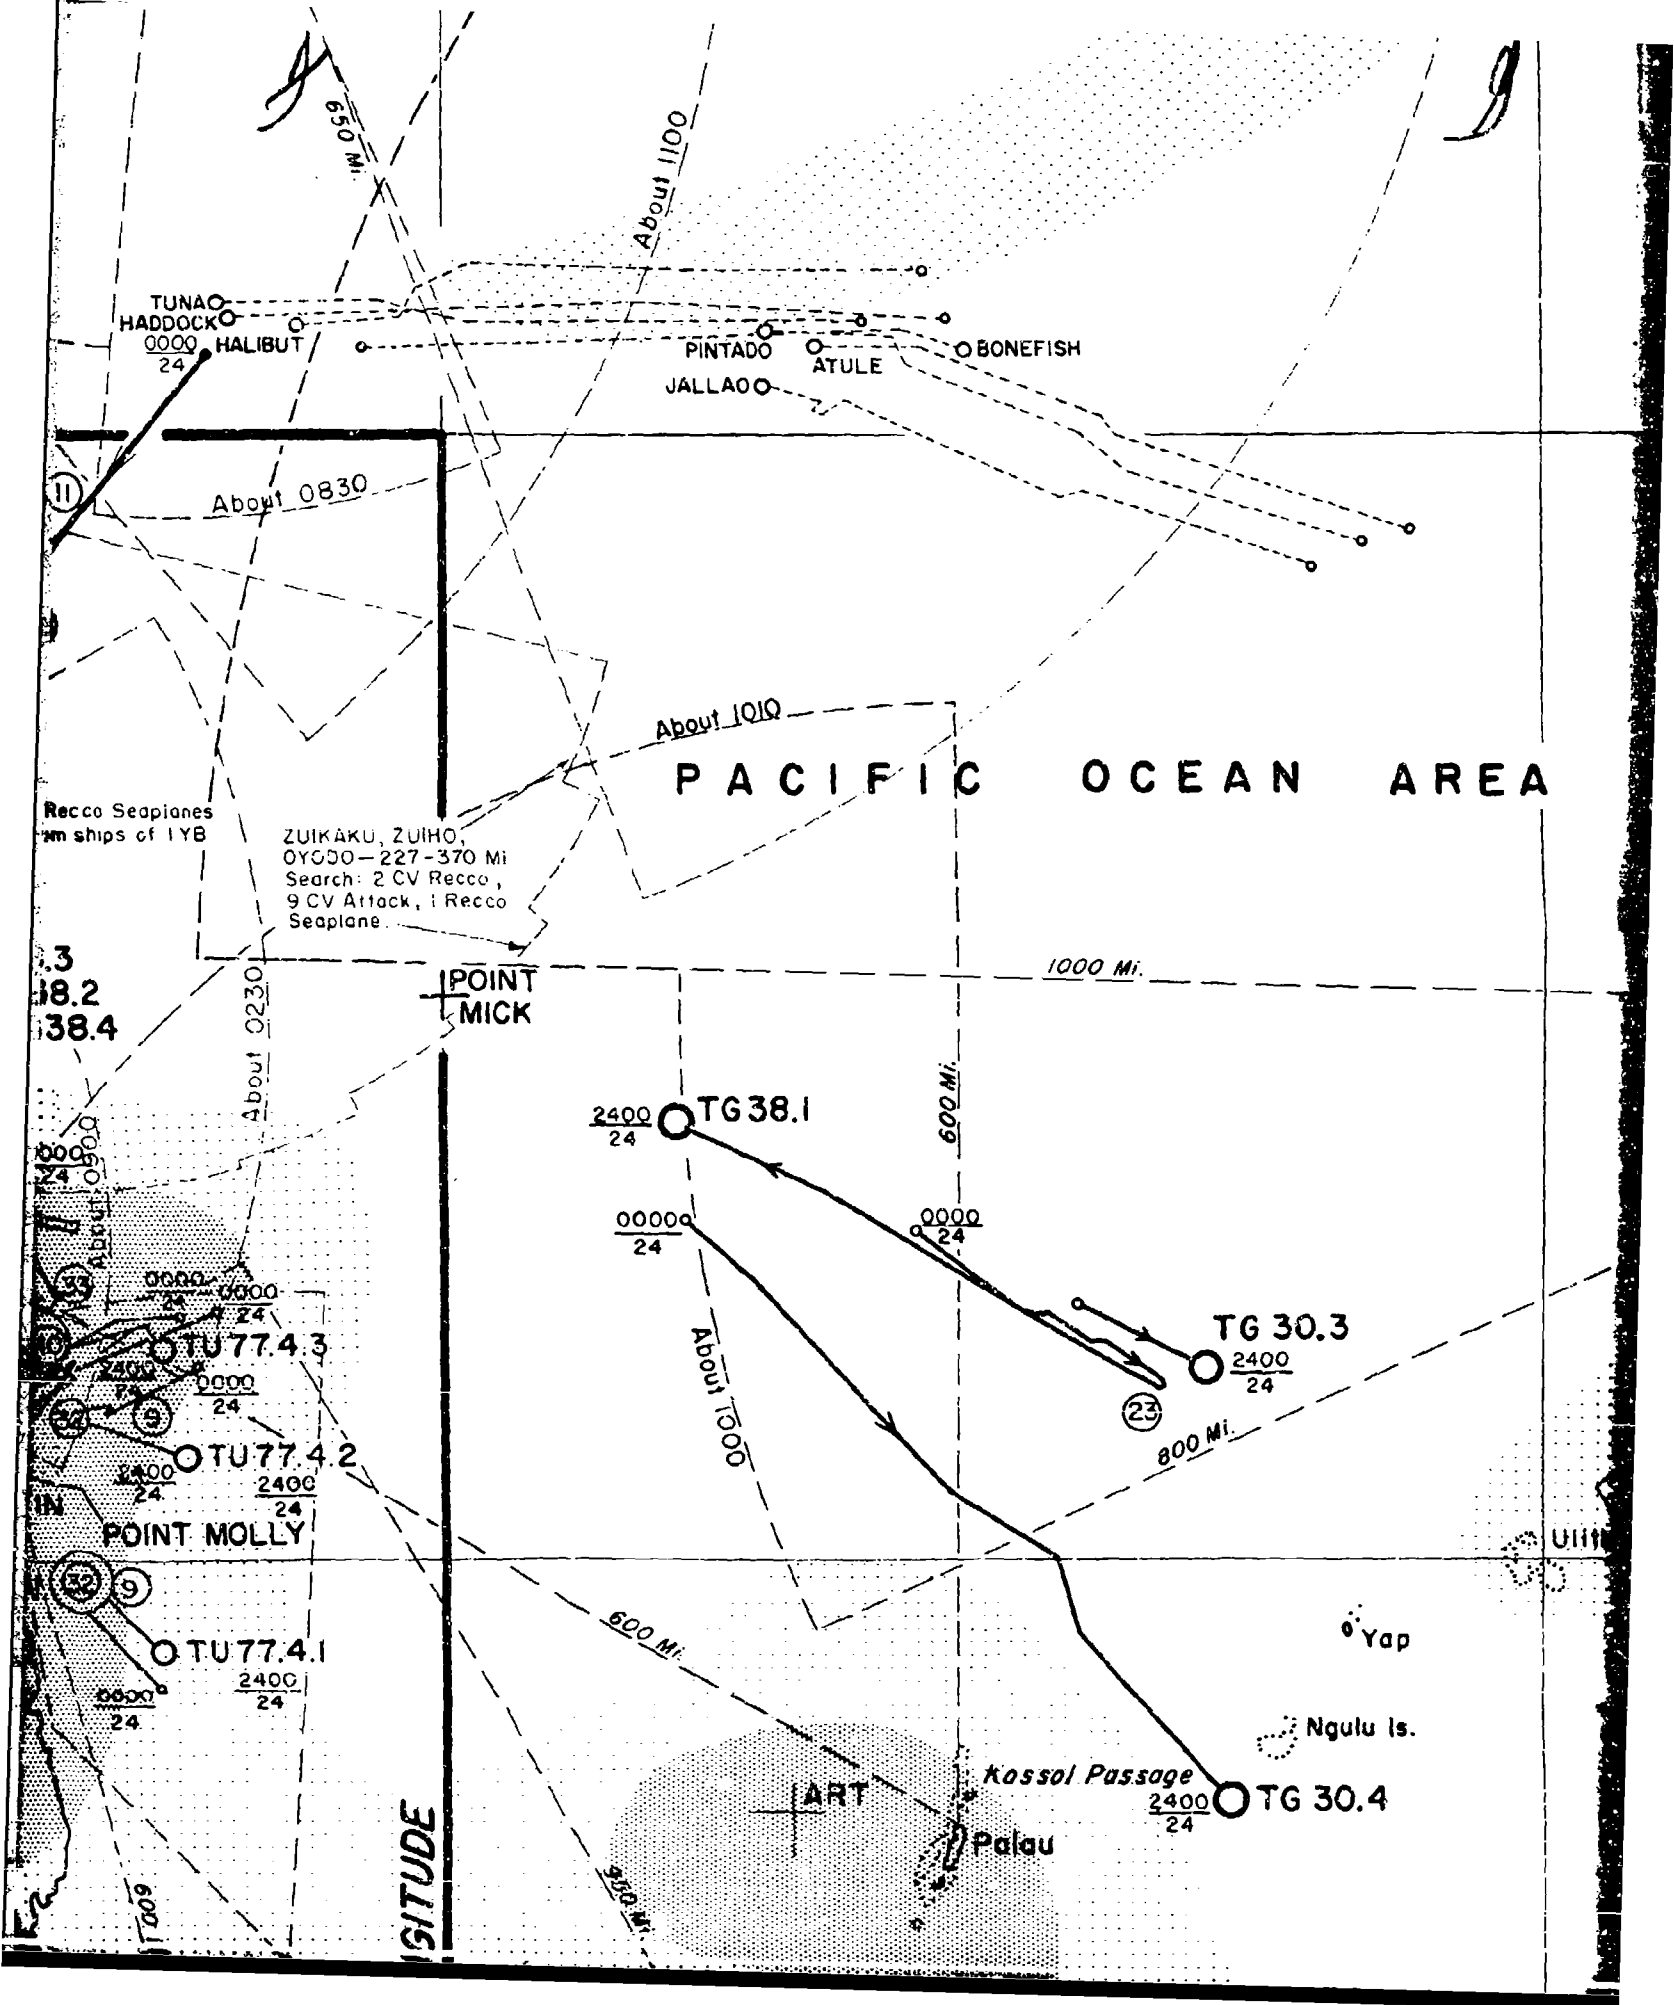 650 Mi.
About 1100
TUNA
HADDOCK
0000
24
HALIBUT
PINTADO
ATULE
BONEFISH
JALLAO
11
About 0830
About 1010
PACIFIC OCEAN AREA
Recco Seaplanes
ships of 1YB
ZUIKAKU, ZUIHO,
OYODO-227-370 Mi
Search: 2 CV Recco,
9 CV Attack, 1 Recco
Seaplane
.3
38.2
38.4
POINT
MICK
1000 Mi.
About 0230
About 0900
600 Mi.
2400
24
TG 38.1
0000
24
0000
24
000
24
33
0000
24
0000
24
TU 77.4.3
2400
24
0000
24
9
About 1000
TG 30.3
2400
24
23
800 Mi.
TU 77.4.2
2400
24
2400
24
IN
POINT MOLLY
32
9
TU 77.4.1
2400
24
0000
24
600 Mi.
Ulith
Yap
Ngulu Is.
Kossol Passage
2400
24
TG 30.4
ART
Palau
GITUDE
600